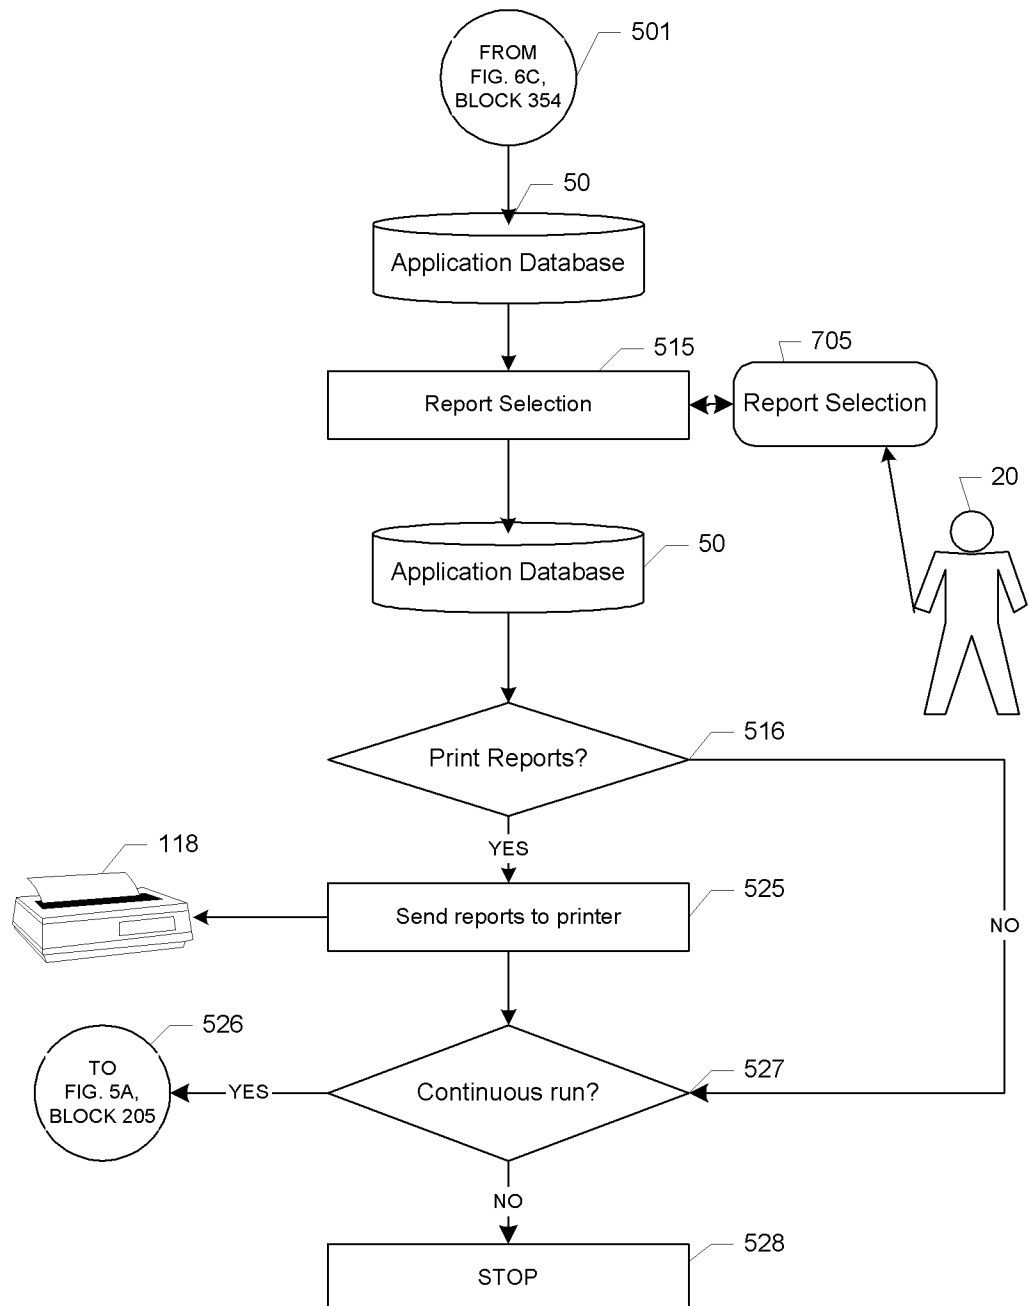 501
FROM
FIG. 6C,
BLOCK 354
50
Application Database
515
705
Report Selection
Report Selection
20
50
Application Database
516
Print Reports?
YES
118
525
Send reports to printer
NO
526
TO
FIG. 5A,
BLOCK 205
YES
527
Continuous run?
NO
528
STOP